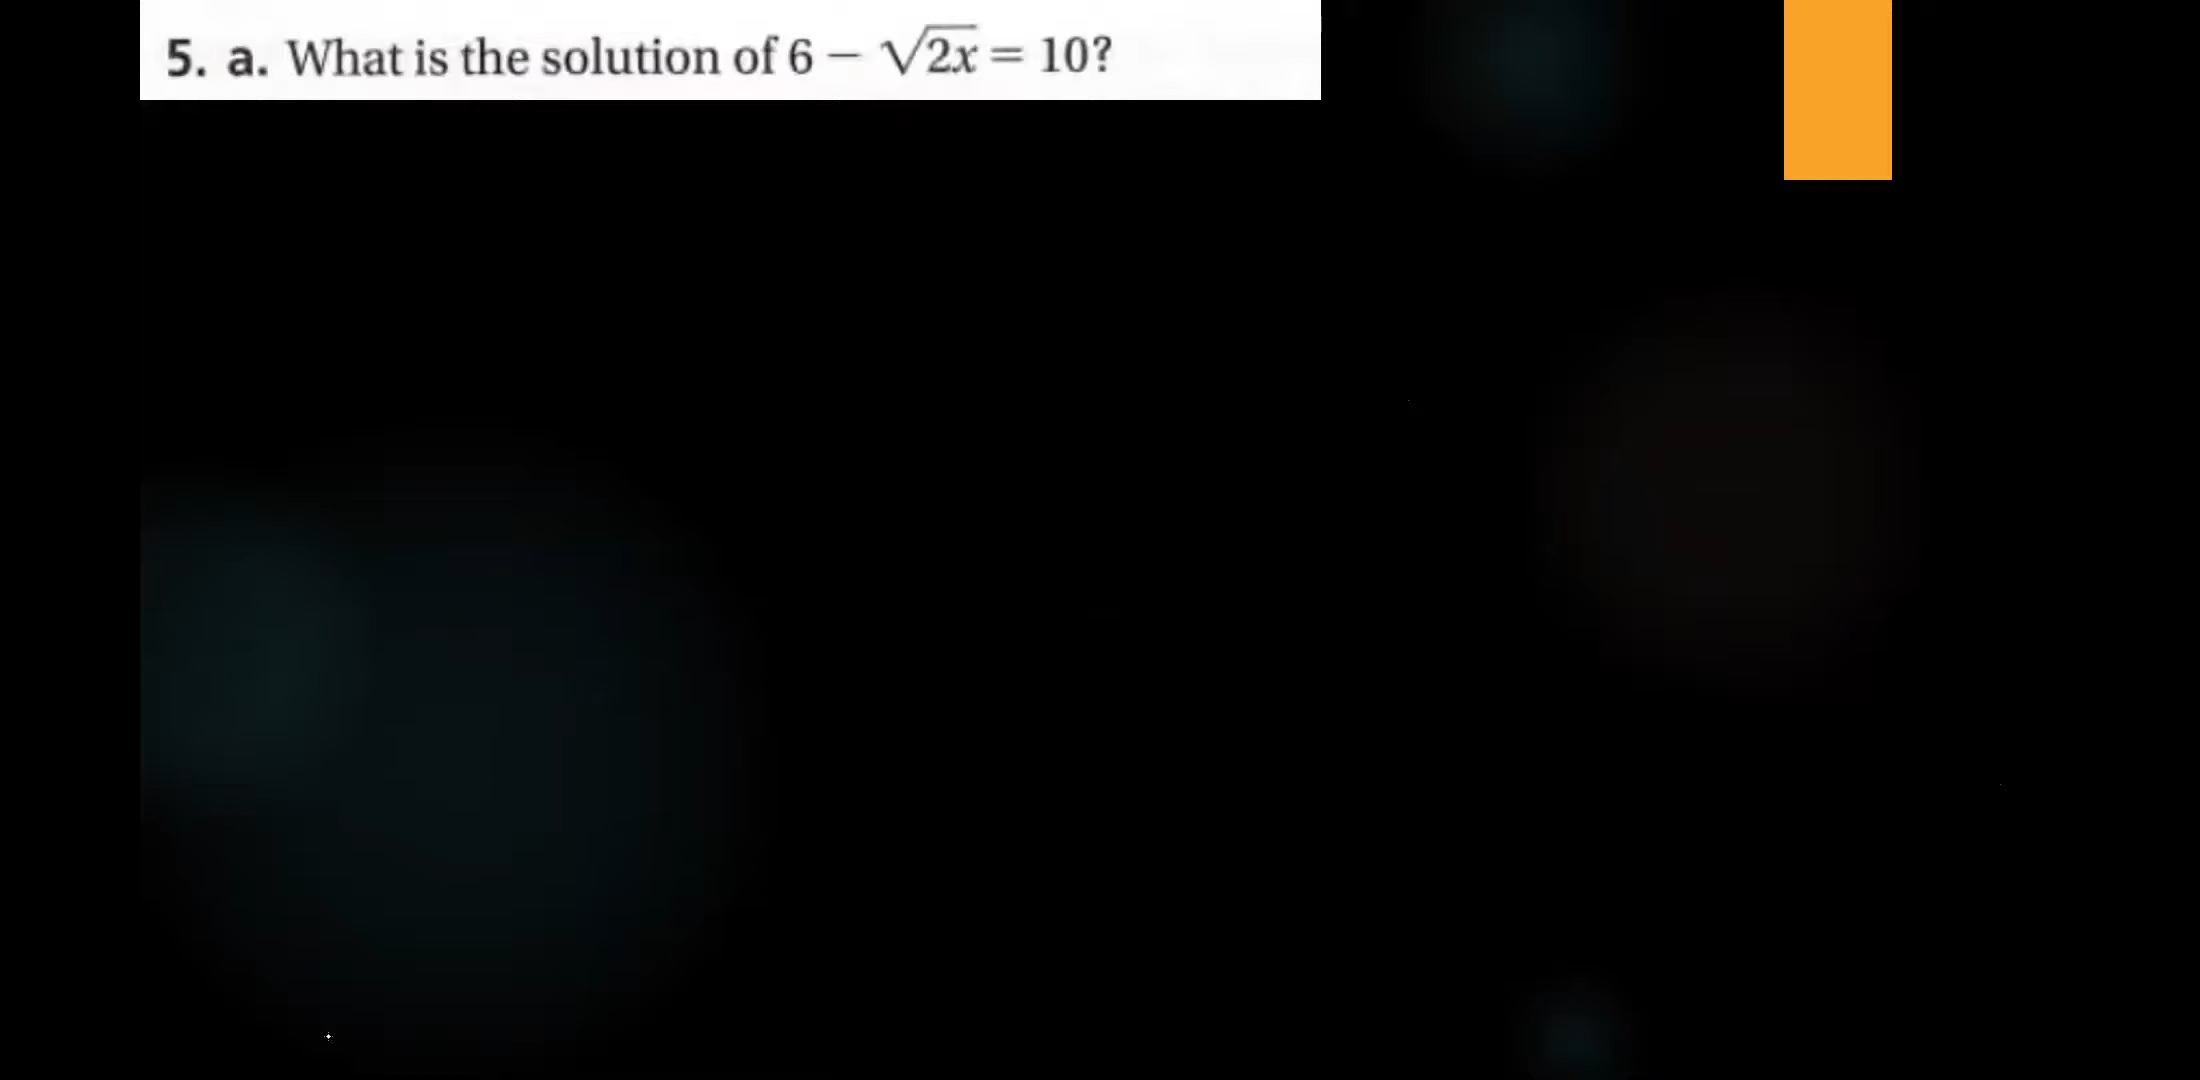 5. a. What is the solution of 6 − √2x = 10?